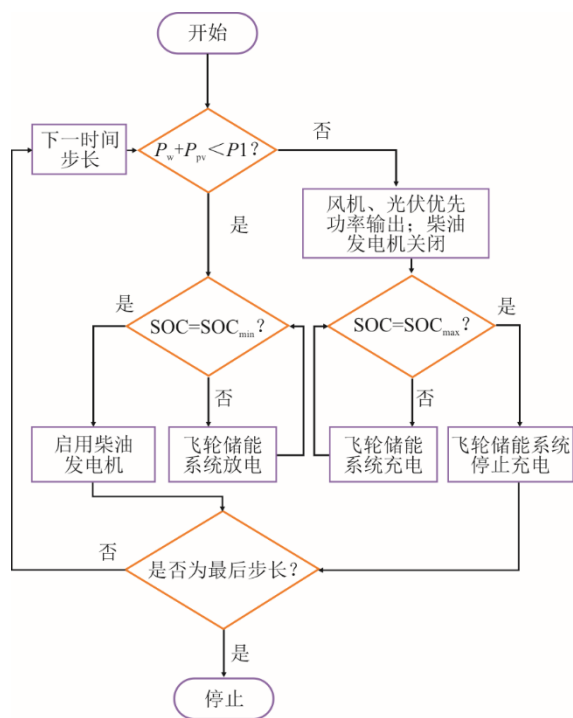 开始
下一时间
步长
P_w+P_pv<P1?
否
是
风机、光伏优先
功率输出；柴油
发电机关闭
是
SOC=SOC_min?
SOC=SOC_max?
是
否
否
启用柴油
发电机
飞轮储能
系统放电
飞轮储能
系统充电
飞轮储能系统
停止充电
否
是否为最后步长?
是
停止